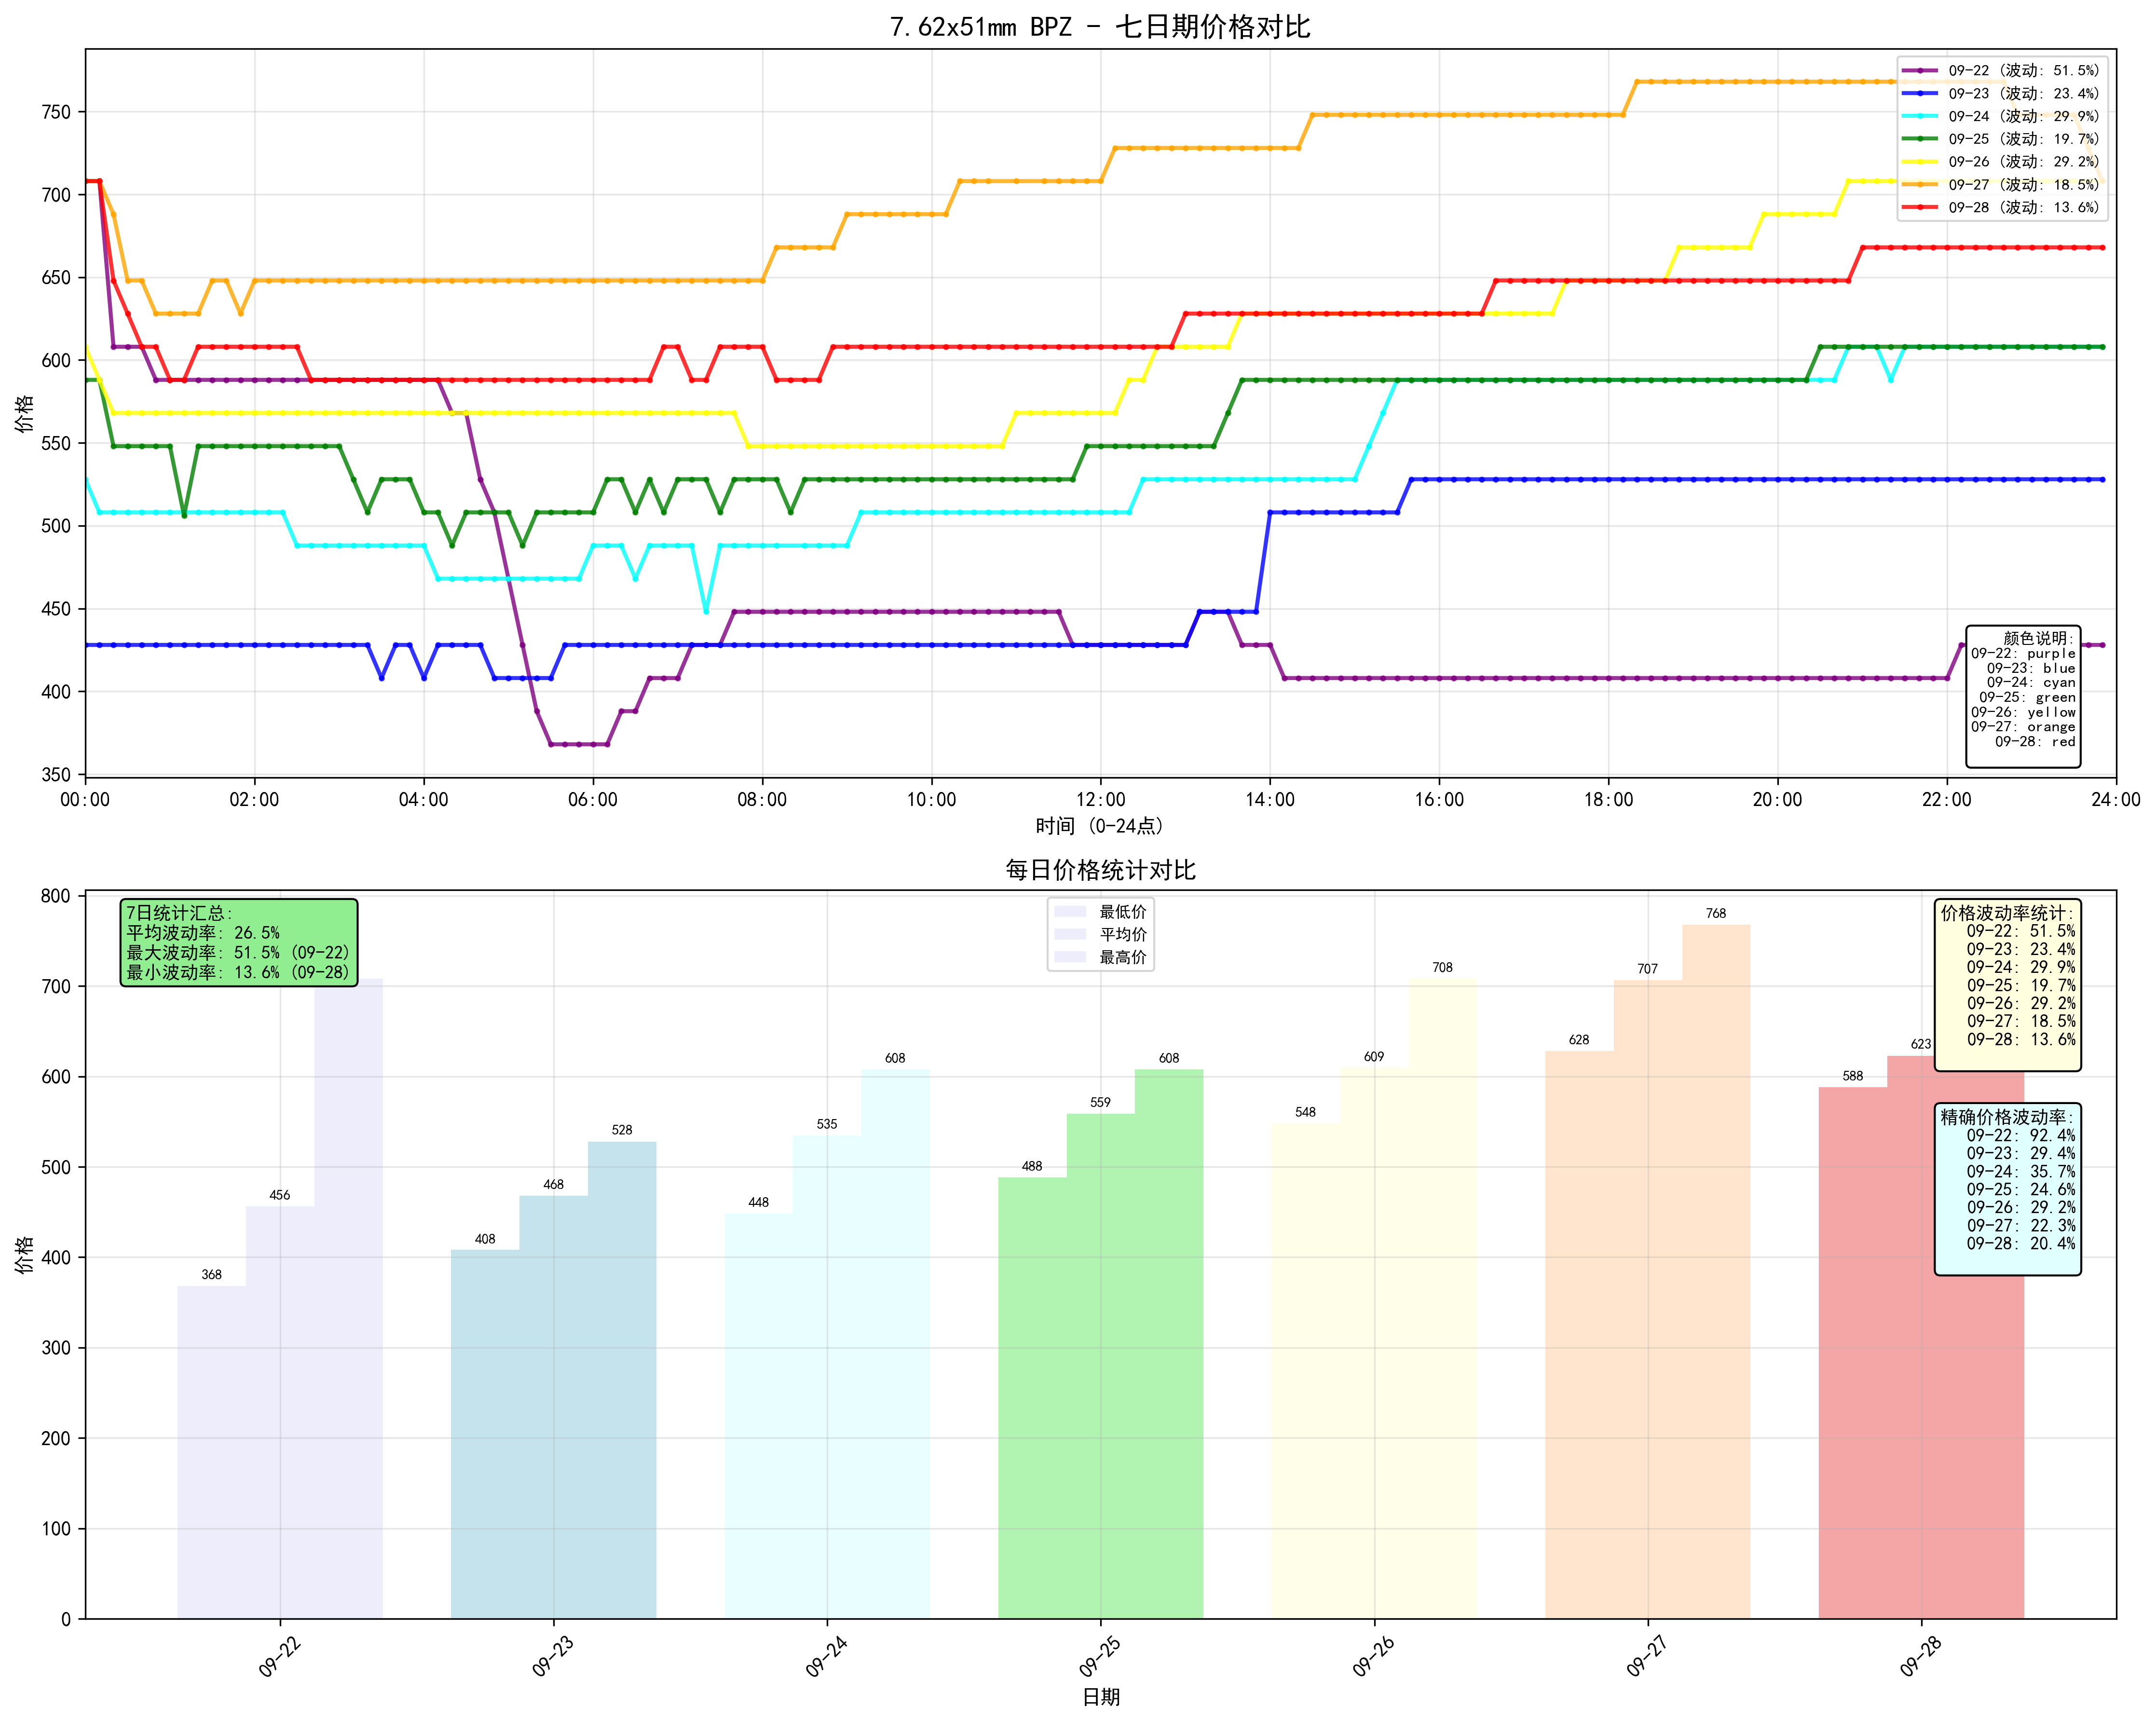 7.62x51mm BPZ - 七日期价格对比
价格
750
700
650
600
550
500
450
400
350
09-22 (波动: 51.5%)
09-23 (波动: 23.4%)
09-24 (波动: 29.9%)
09-25 (波动: 19.7%)
09-26 (波动: 29.2%)
09-27 (波动: 18.5%)
09-28 (波动: 13.6%)
颜色说明:
09-22: purple
09-23: blue
09-24: cyan
09-25: green
09-26: yellow
09-27: orange
09-28: red
00:00 02:00 04:00 06:00 08:00 10:00 12:00 14:00 16:00 18:00 20:00 22:00 24:00
时间 (0-24点)
每日价格统计对比
价格
800
700
600
500
400
300
200
100
0
7日统计汇总:
平均波动率: 26.5%
最大波动率: 51.5% (09-22)
最小波动率: 13.6% (09-28)
最低价
平均价
最高价
价格波动率统计:
09-22: 51.5%
09-23: 23.4%
09-24: 29.9%
09-25: 19.7%
09-26: 29.2%
09-27: 18.5%
09-28: 13.6%
精确价格波动率:
09-22: 92.4%
09-23: 29.4%
09-24: 35.7%
09-25: 24.6%
09-26: 29.2%
09-27: 22.3%
09-28: 20.4%
368 456
408 468 528
448 535 608
488 559 608
548 609 708
628 707 768
588 623
09-22 09-23 09-24 09-25 09-26 09-27 09-28
日期